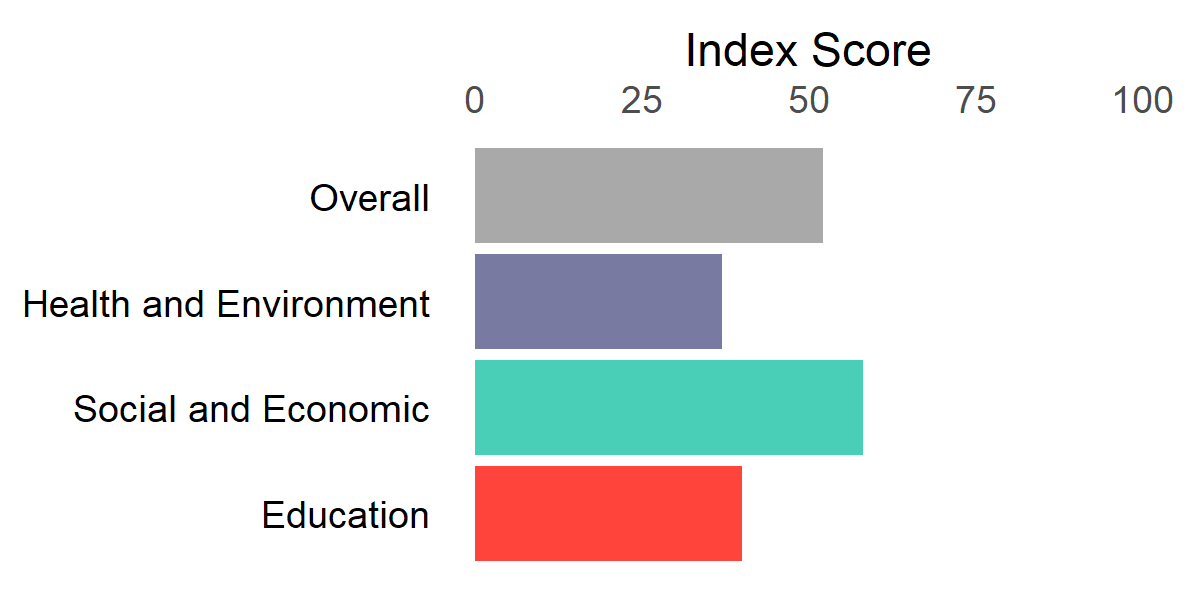 Index Score
0 25 50 75 100
Overall
Health and Environment
Social and Economic
Education